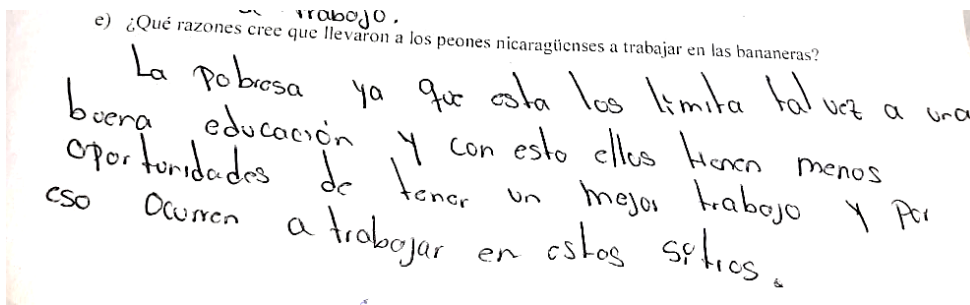 trabajo.
e) ¿Qué razones cree que llevaron a los peones nicaragüenses a trabajar en las bananeras?
La pobresa ya que esta los limita tal vez a una
buena educación y con esto ellos tienen menos
oportunidades de tener un mejor trabajo y por
eso ocurren a trabajar en estos sitios.